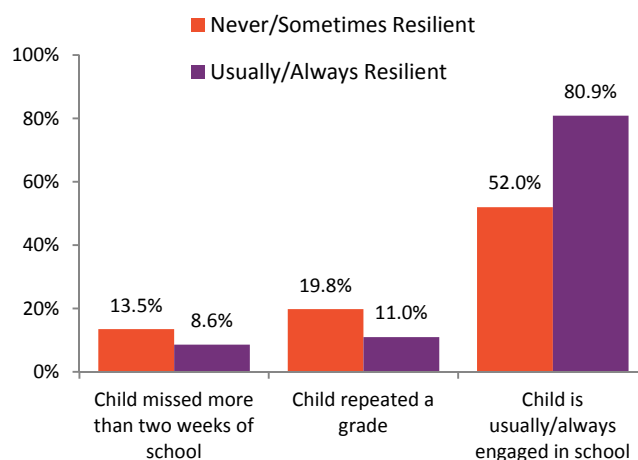 Never/Sometimes Resilient
Usually/Always Resilient
100%
80%
60%
40%
20%
0%
13.5%
8.6%
19.8%
11.0%
52.0%
80.9%
Child missed more
than two weeks of
school
Child repeated a
grade
Child is
usually/always
engaged in school